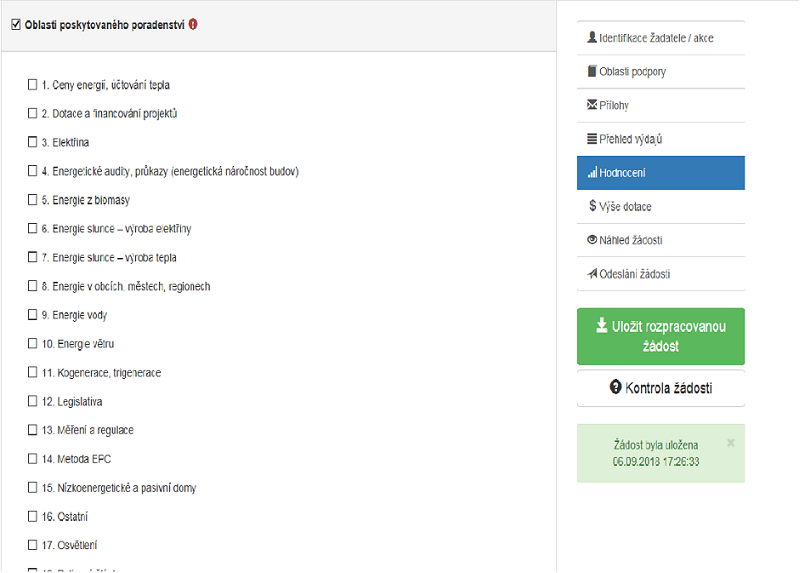 Oblasti poskytovaného poradenství
1. Ceny energií, účtování tepla
2. Dotace a financování projektů
3. Elektřina
4. Energetické audity, průkazy (energetická náročnost budov)
5. Energie z biomasy
6. Energie slunce – výroba elektřiny
7. Energie slunce – výroba tepla
8. Energie v obcích, městech, regionech
9. Energie vody
10. Energie větru
11. Kogenerace, trigenerace
12. Legislativa
13. Měření a regulace
14. Metoda EPC
15. Nízkoenergetické a pasivní domy
16. Ostatní
17. Osvětlení
Identifikace žadatele / akce
Oblasti podpory
Přílohy
Přehled výdajů
Hodnocení
Výše dotace
Náhled žádosti
Odeslání žádosti
Uložit rozpracovanou
žádost
Kontrola žádosti
Žádost byla uložena ×
06.09.2018 17:26:33